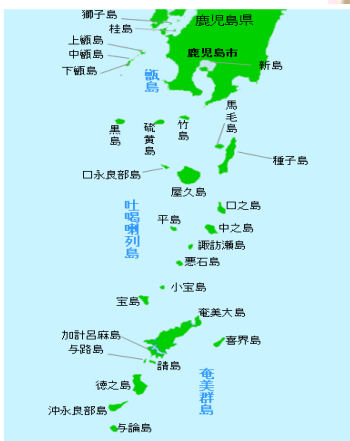 獅子島
鹿児島県
桂島
上甑島
中甑島
下甑島
鹿児島市
新島
甑島
馬毛島
黒島
硫黄島
竹島
種子島
口永良部島
屋久島
口之島
吐噶喇列島
平島
中之島
諏訪瀬島
悪石島
小宝島
宝島
奄美大島
加計呂麻島
与路島
喜界島
請島
奄美群島
徳之島
沖永良部島
与論島